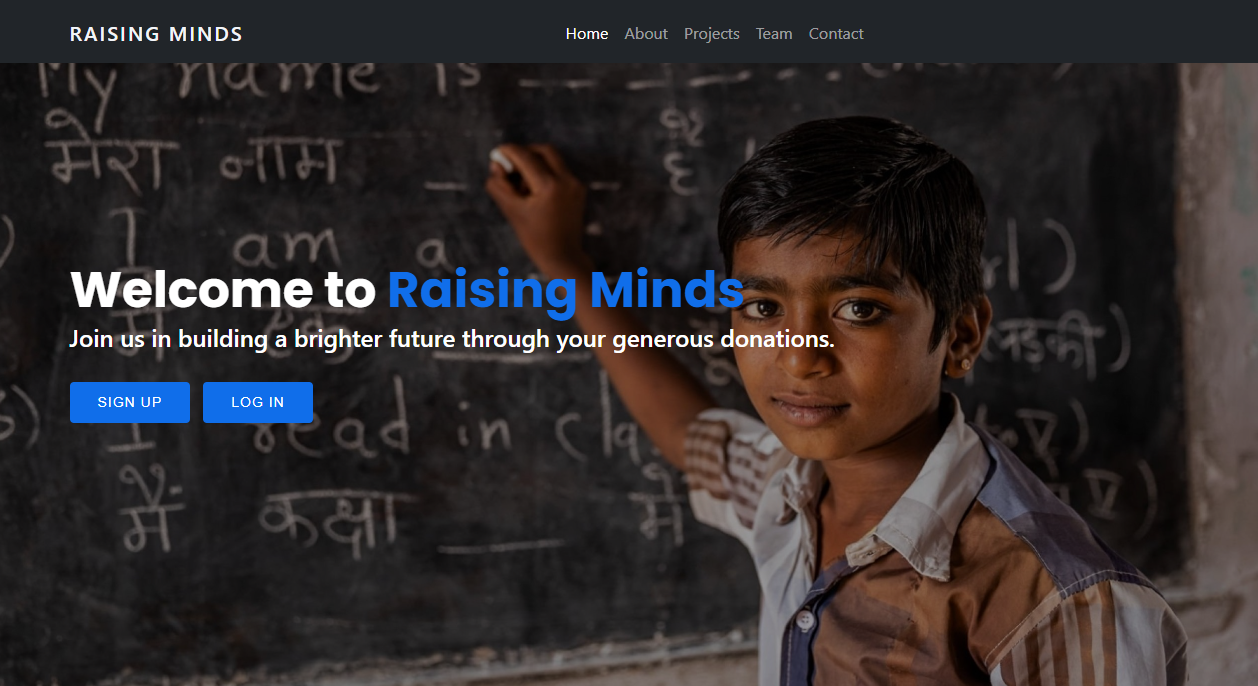 RAISING MINDS
Home About Projects Team Contact
My name is
मेरा नाम है
I am a
Welcome to Raising Minds
Join us in building a brighter future through your generous donations.
SIGN UP LOG IN
I read in cla
मैं कक्षा में